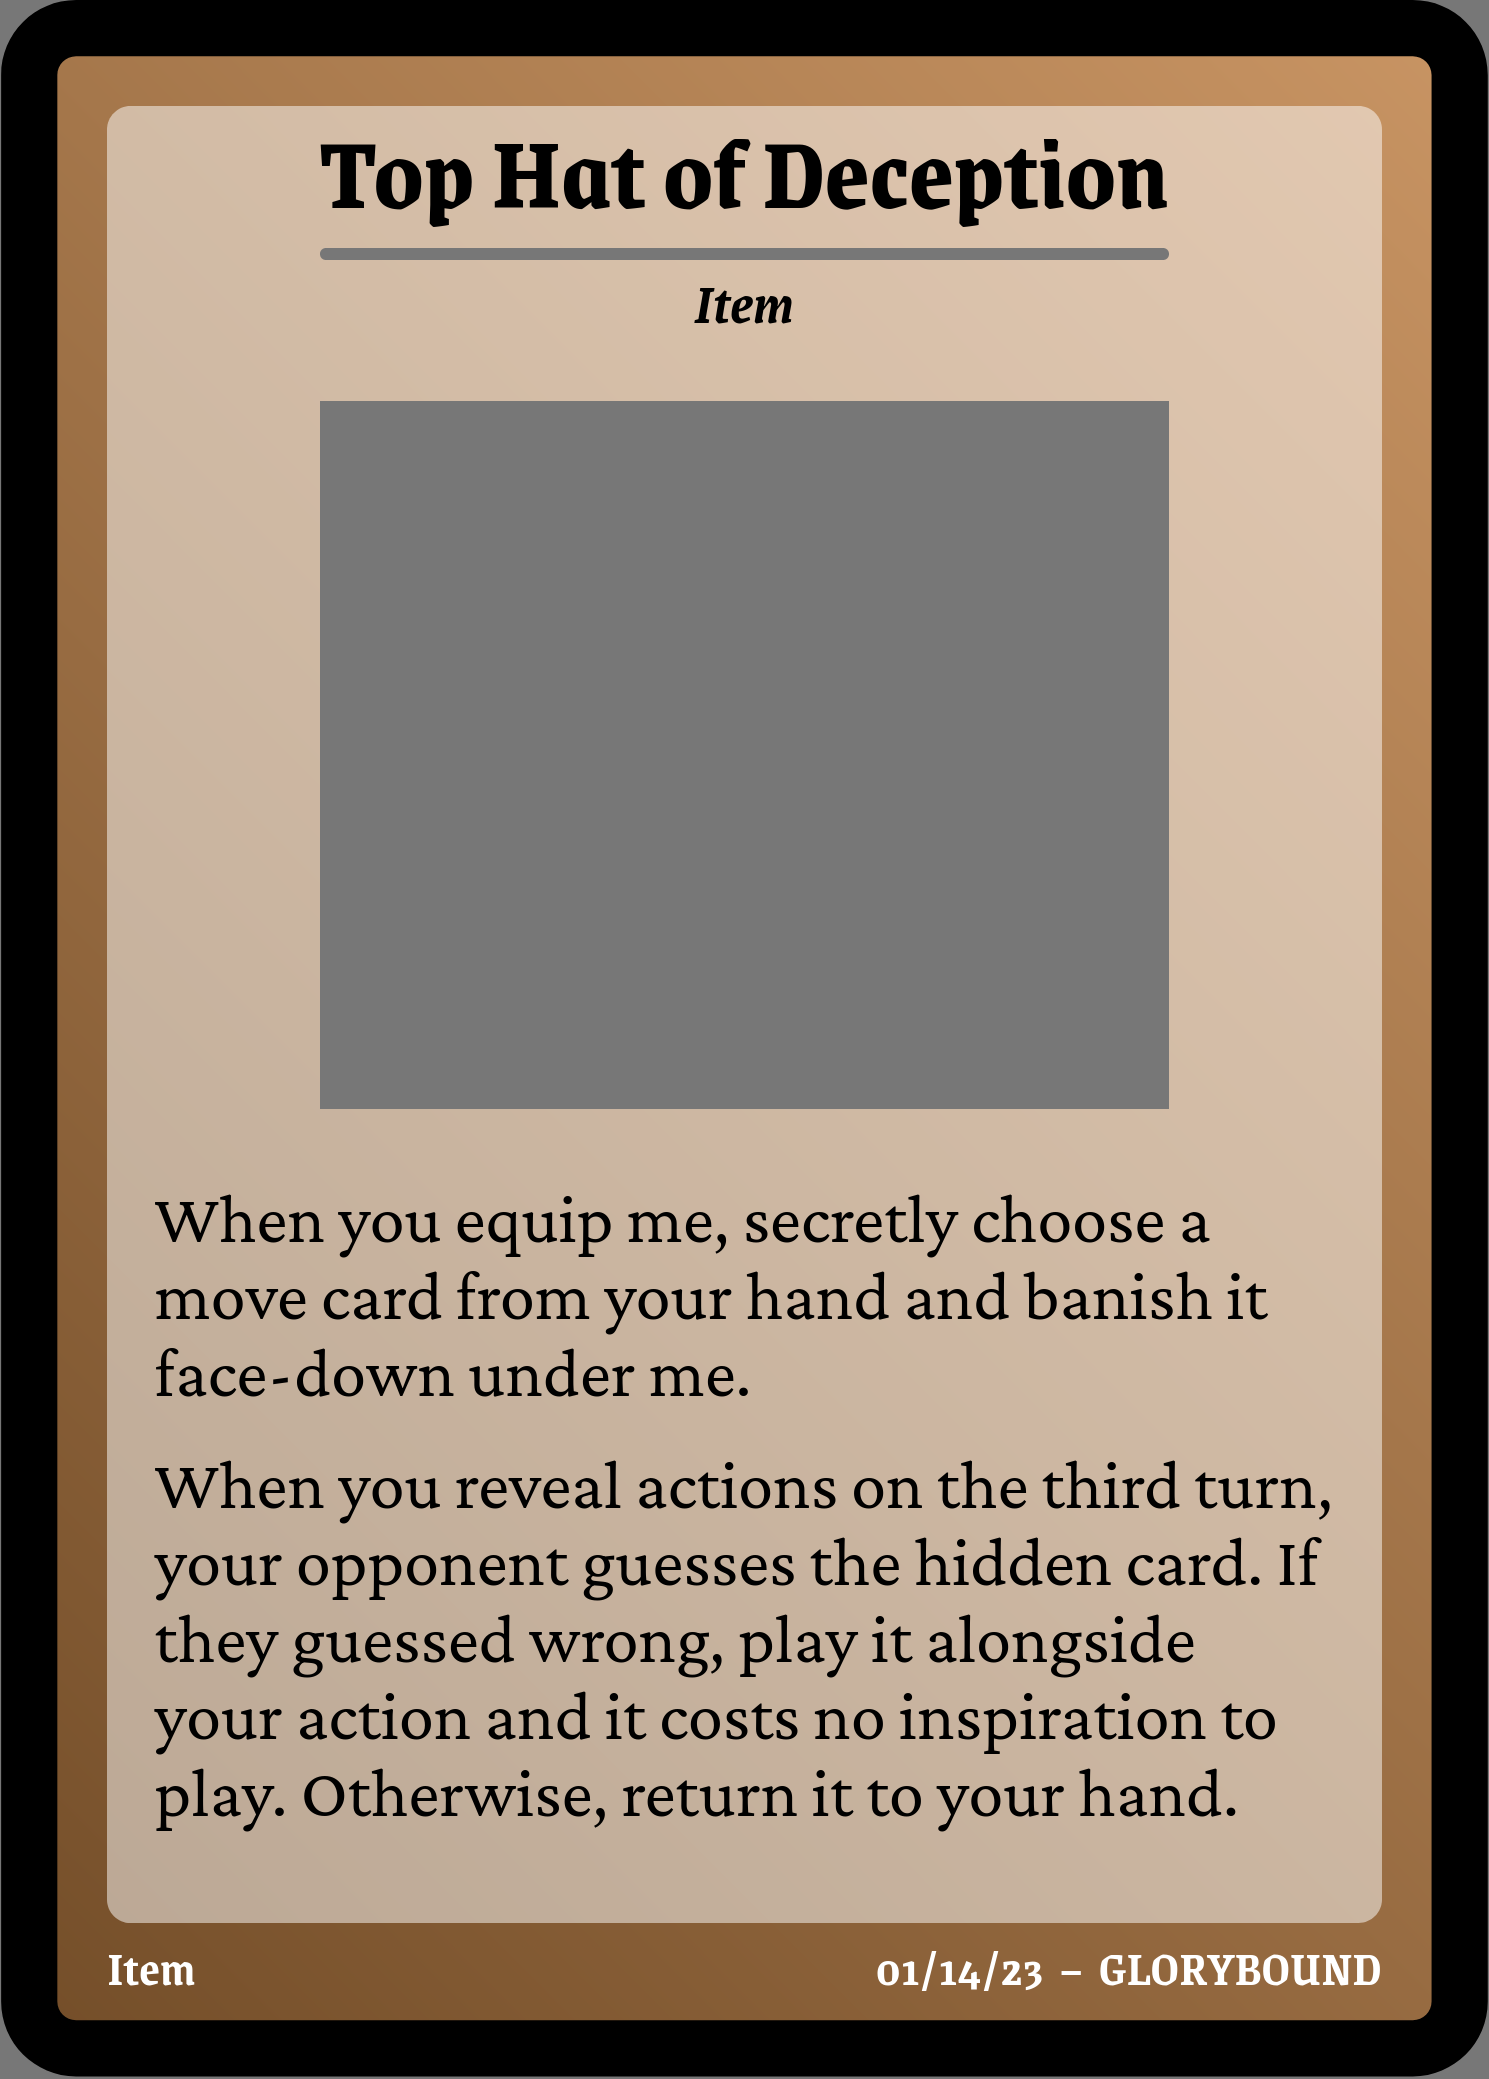 Top Hat of Deception
Item
When you equip me, secretly choose a
move card from your hand and banish it
face-down under me.
When you reveal actions on the third turn,
your opponent guesses the hidden card. If
they guessed wrong, play it alongside
your action and it costs no inspiration to
play. Otherwise, return it to your hand.
Item
01/14/23 – GLORYBOUND